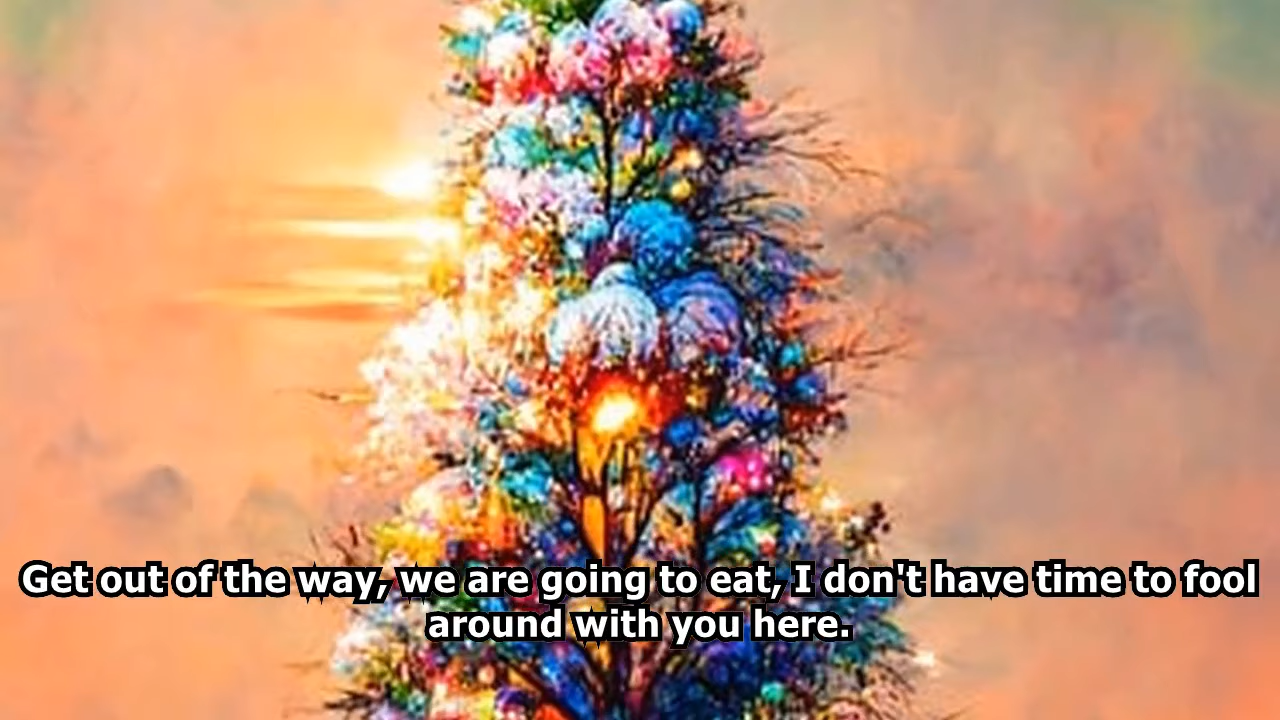 Get out of the way, we are going to eat, I don't have time to fool
around with you here.